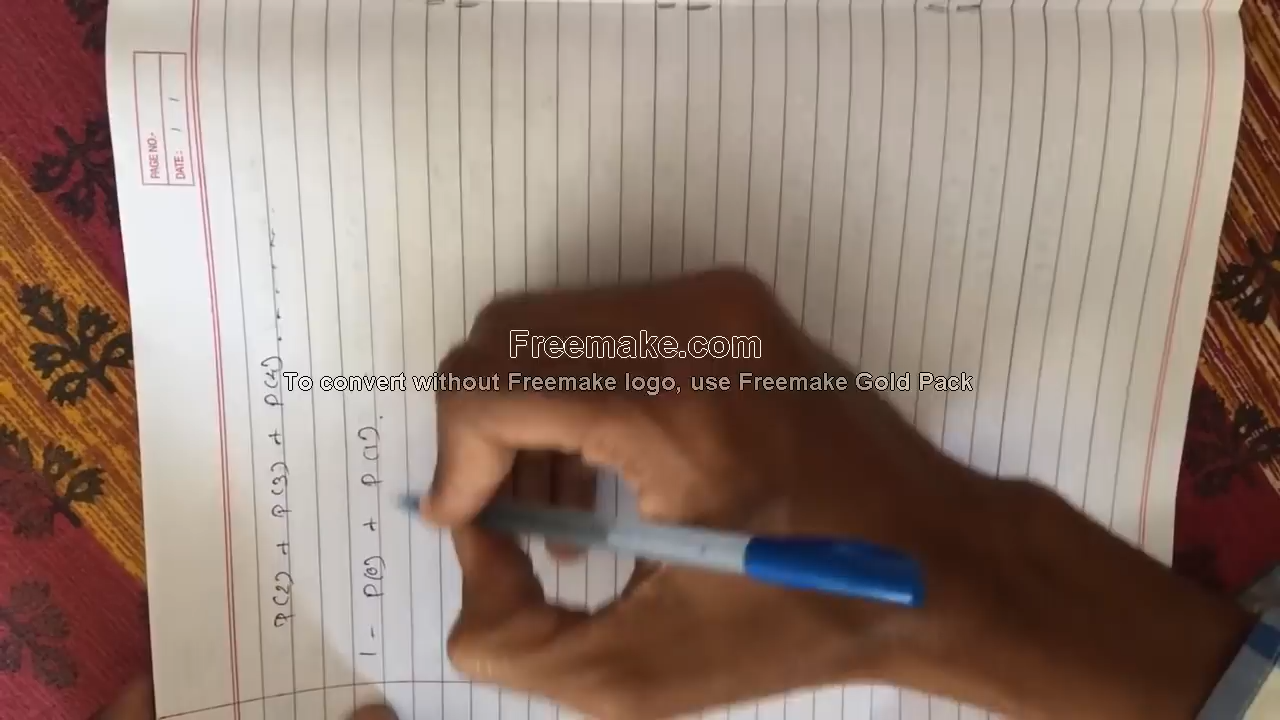 PAGE NO.:
DATE: / /
P(2) + P(3) + P(4) . - - - - - -
1 - P(0) + P(1).
Freemake.com
To convert without Freemake logo, use Freemake Gold Pack